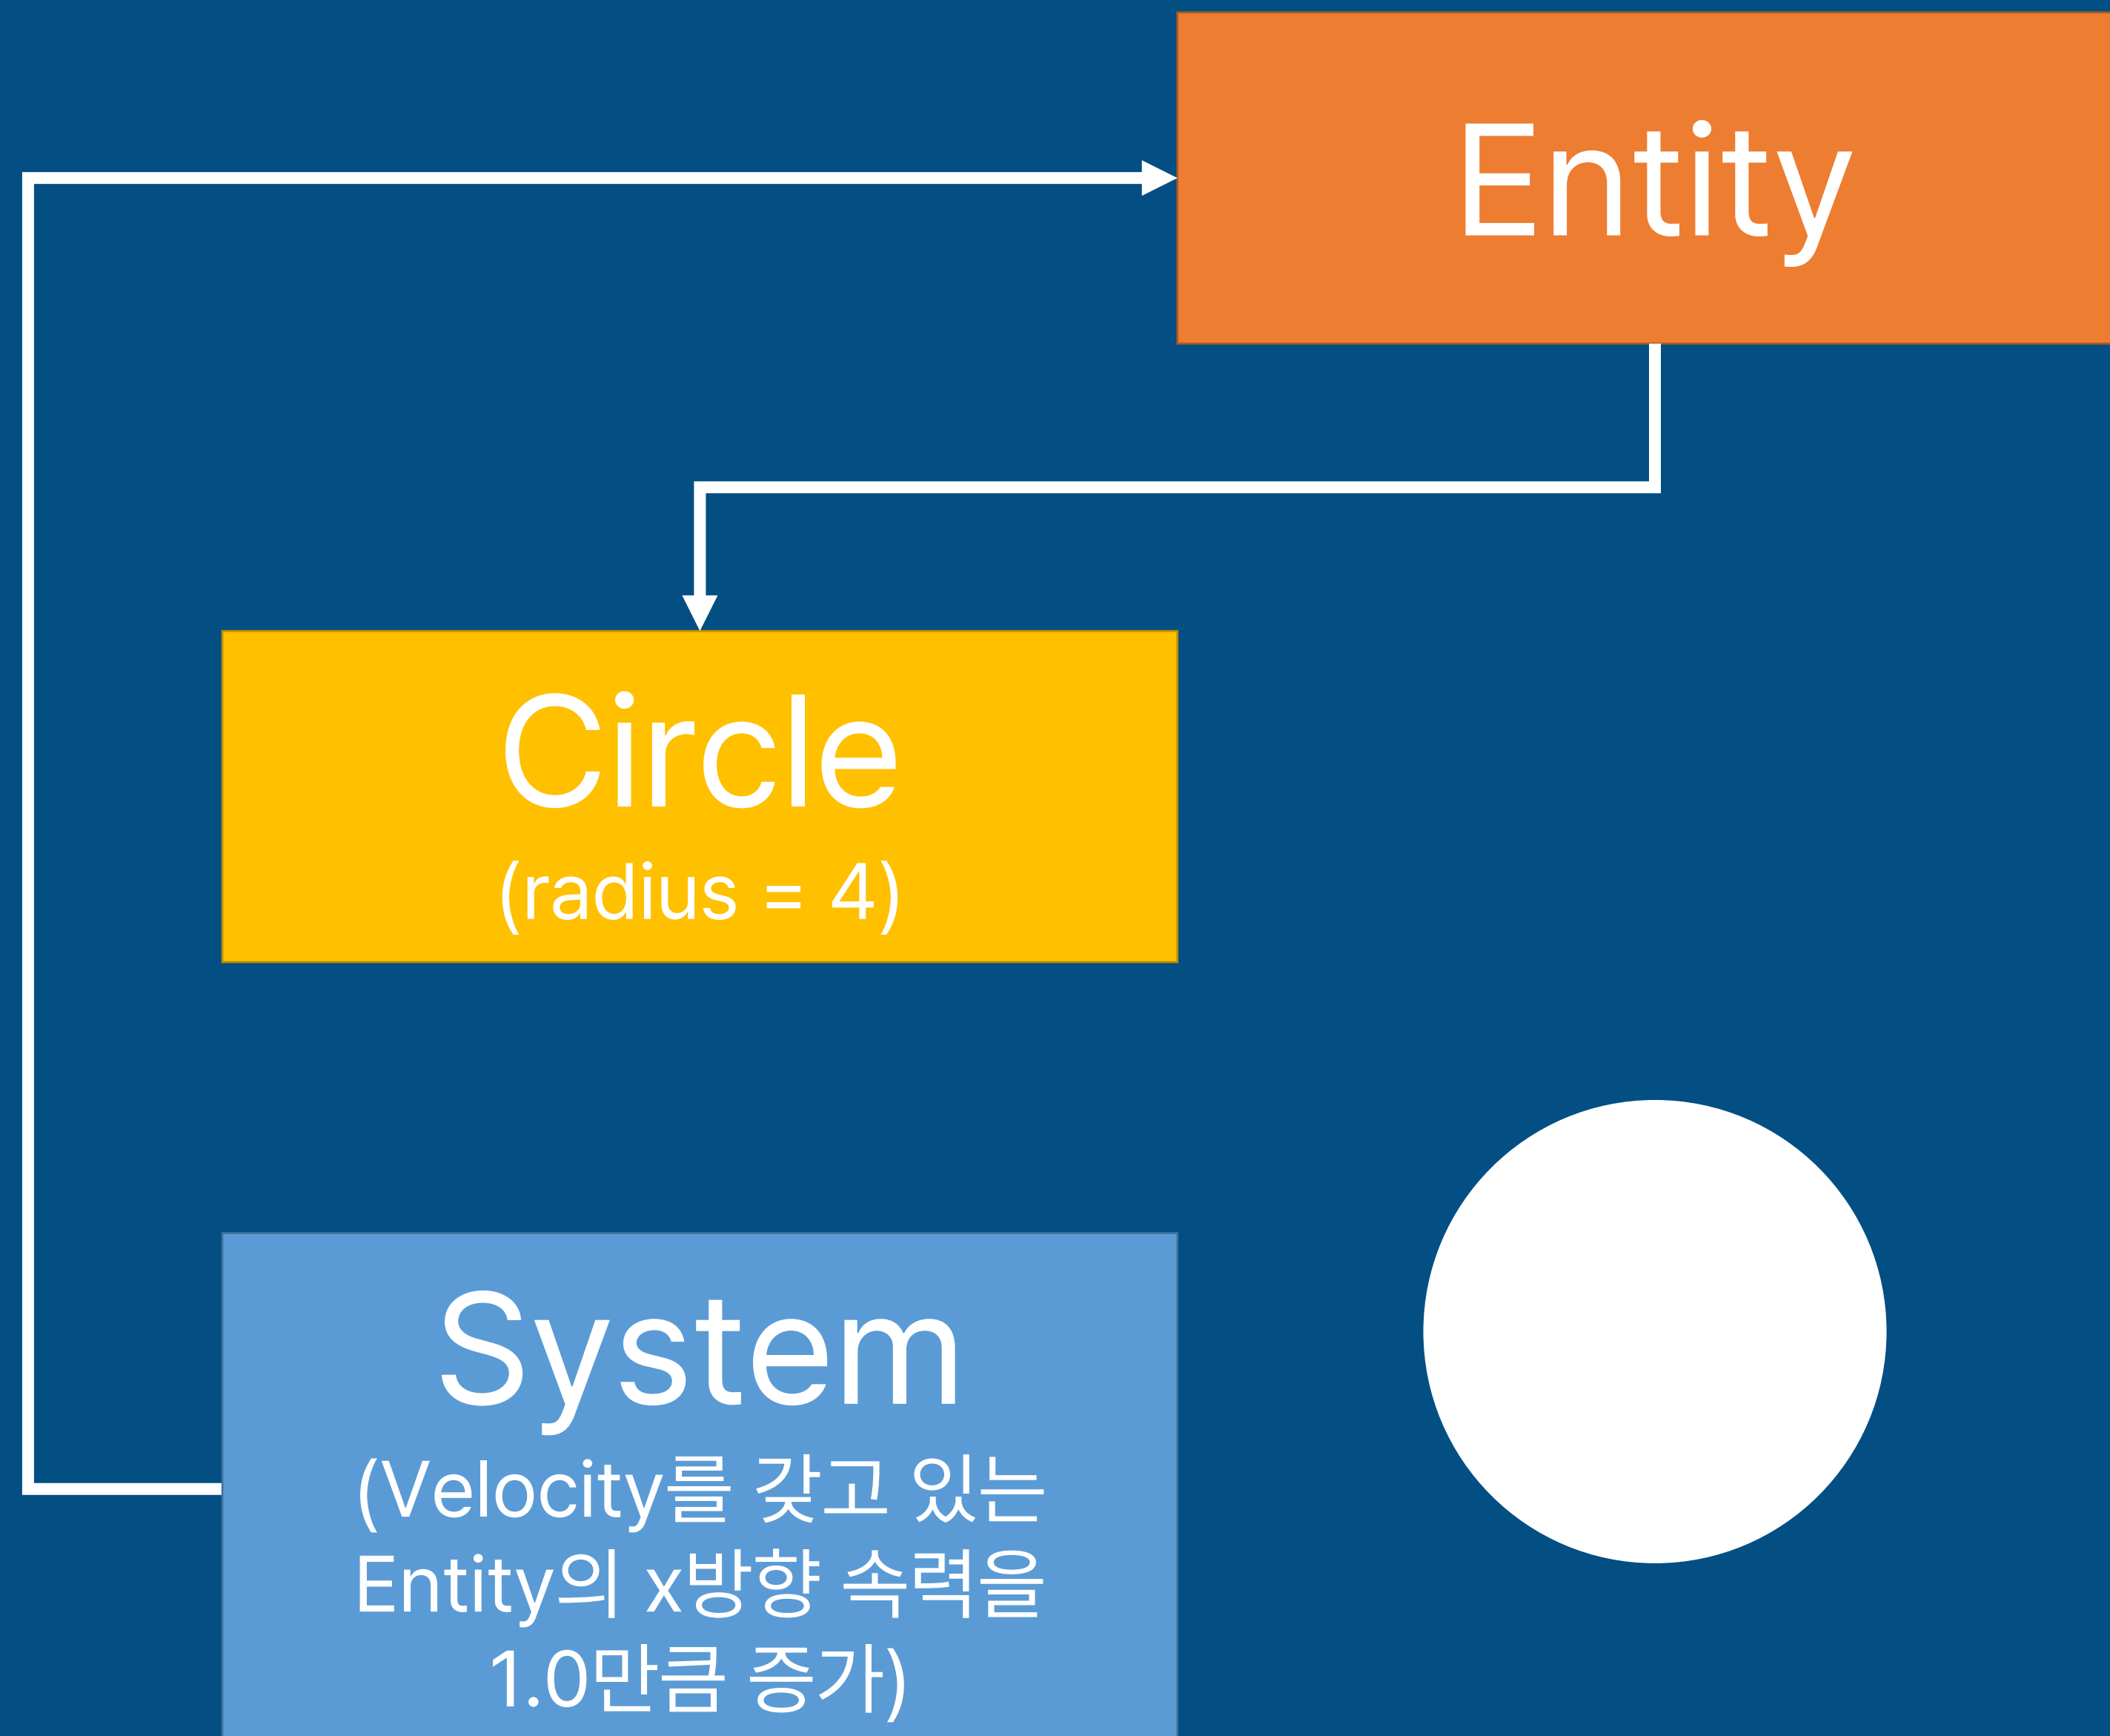 Entity
Circle
(radius = 4)
System
(Velocity를 갖고 있는
Entity의 x방향 속력을
1.0만큼 증가)